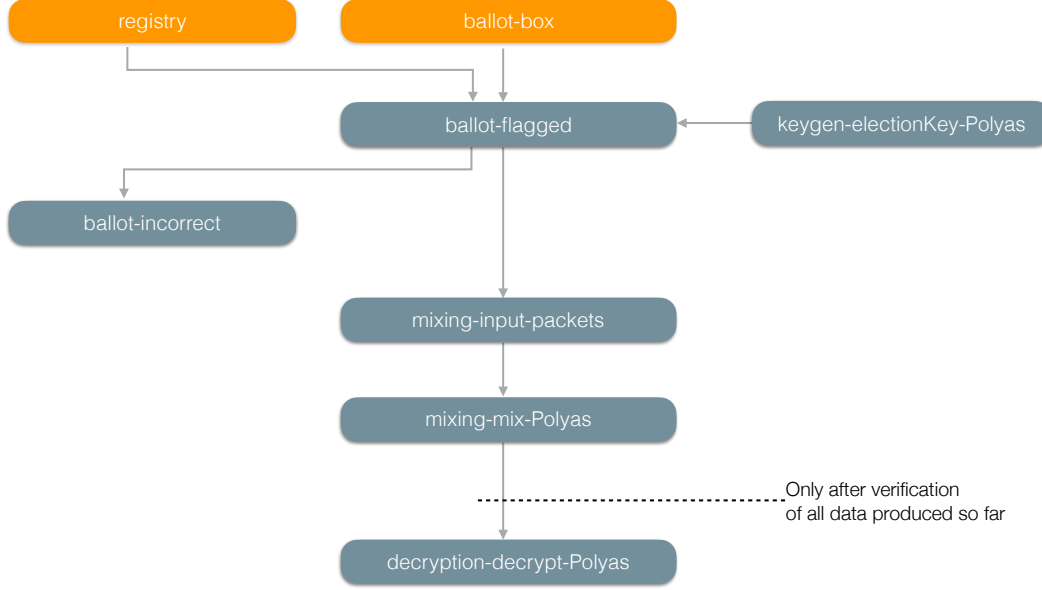 registry
ballot-box
ballot-flagged
keygen-electionKey-Polyas
ballot-incorrect
mixing-input-packets
mixing-mix-Polyas
Only after verification
of all data produced so far
decryption-decrypt-Polyas